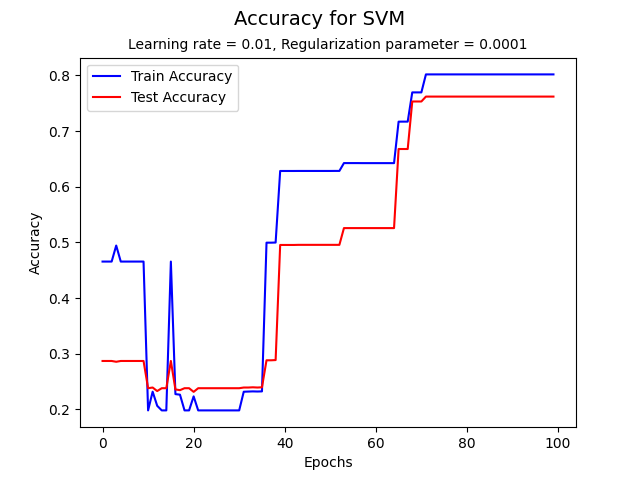 Accuracy for SVM
Learning rate = 0.01, Regularization parameter = 0.0001
Train Accuracy
Test Accuracy
Accuracy
0.8
0.7
0.6
0.5
0.4
0.3
0.2
0 20 40 60 80 100
Epochs